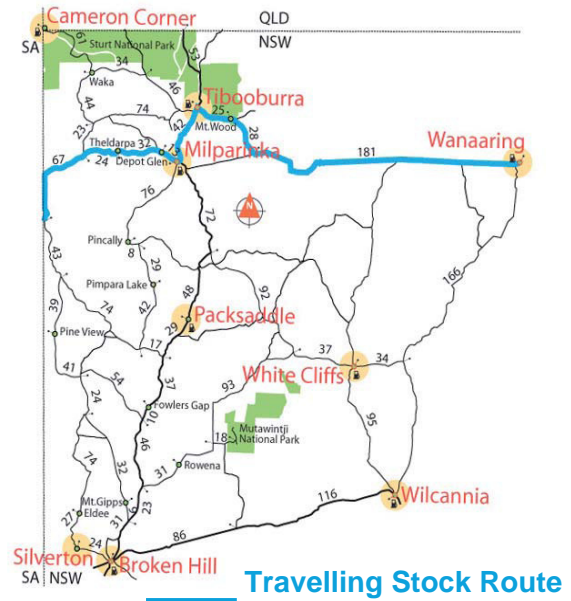 Cameron Corner
QLD
SA
NSW
61
Sturt National Park
53
34
46
Waka
44
Tibooburra
74
25
Mt.Wood
42
28
23
Theldarpa 32
Wanaaring
67
24
Depot Glen
Milparinka
181
76
72
N
Pincally
8
43
29
166
Pimpara Lake
92
48
42
39
74
Packsaddle
29
Pine View
17
37
34
41
White Cliffs
37
93
54
24
Fowlers Gap
10
95
Mutawintji
National Park
46
18
74
32
31
Rowena
116
Wilcannia
Mt.Gipps
Eldee
23
27
31
6
86
24
Silverton
Broken Hill
SA
NSW
Travelling Stock Route